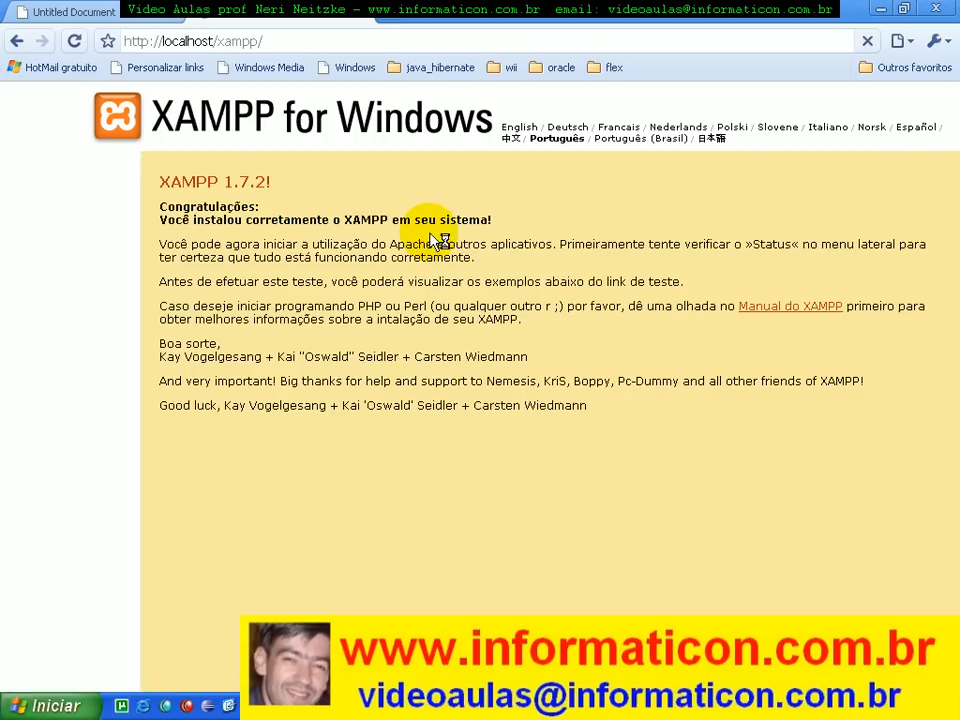 Untitled Document
Video Aulas prof Neri Neitzke – www.informaticon.com.br email: videoaulas@informaticon.com.br
http://localhost/xampp/
HotMail gratuito Personalizar links Windows Media Windows java_hibernate wii oracle flex Outros favoritos
XAMPP for Windows
English / Deutsch / Francais / Nederlands / Polski / Slovene / Italiano / Norsk / Español /
中文 / Português / Português (Brasil) / 日本語
XAMPP 1.7.2!
Congratulações:
Você instalou corretamente o XAMPP em seu sistema!
Você pode agora iniciar a utilização do Apache outros aplicativos. Primeiramente tente verificar o »Status« no menu lateral para
ter certeza que tudo está funcionando corretamente.
Antes de efetuar este teste, você poderá visualizar os exemplos abaixo do link de teste.
Caso deseje iniciar programando PHP ou Perl (ou qualquer outro r ;) por favor, dê uma olhada no Manual do XAMPP primeiro para
obter melhores informações sobre a intalação de seu XAMPP.
Boa sorte,
Kay Vogelgesang + Kai "Oswald" Seidler + Carsten Wiedmann
And very important! Big thanks for help and support to Nemesis, KriS, Boppy, Pc-Dummy and all other friends of XAMPP!
Good luck, Kay Vogelgesang + Kai 'Oswald' Seidler + Carsten Wiedmann
www.informaticon.com.br
videoaulas@informaticon.com.br
Iniciar